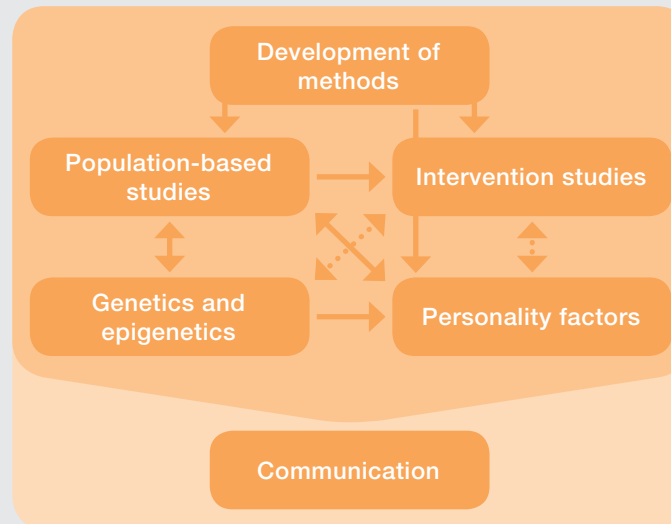 Development of
methods
Population-based
studies
Intervention studies
Genetics and
epigenetics
Personality factors
Communication